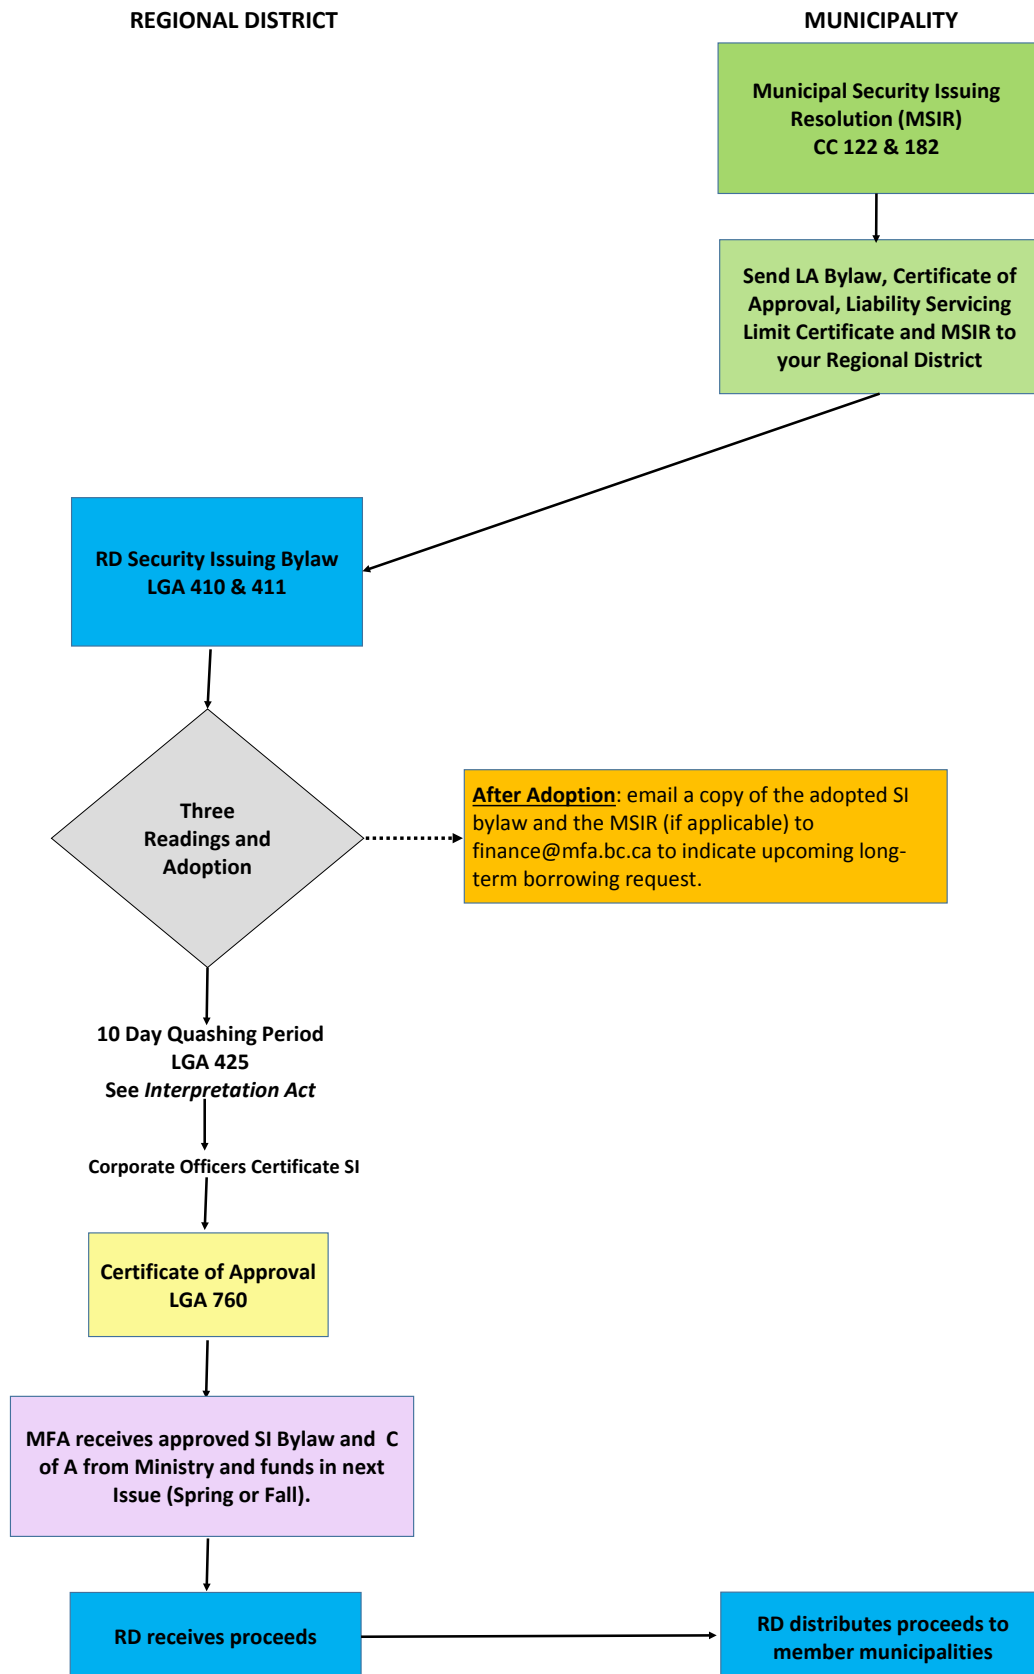 REGIONAL DISTRICT
MUNICIPALITY
Municipal Security Issuing
Resolution (MSIR)
CC 122 & 182
Send LA Bylaw, Certificate of
Approval, Liability Servicing
Limit Certificate and MSIR to
your Regional District
RD Security Issuing Bylaw
LGA 410 & 411
Three
Readings and
Adoption
After Adoption: email a copy of the adopted SI
bylaw and the MSIR (if applicable) to
finance@mfa.bc.ca to indicate upcoming long-
term borrowing request.
10 Day Quashing Period
LGA 425
See Interpretation Act
Corporate Officers Certificate SI
Certificate of Approval
LGA 760
MFA receives approved SI Bylaw and  C
of A from Ministry and funds in next
Issue (Spring or Fall).
RD receives proceeds
RD distributes proceeds to
member municipalities